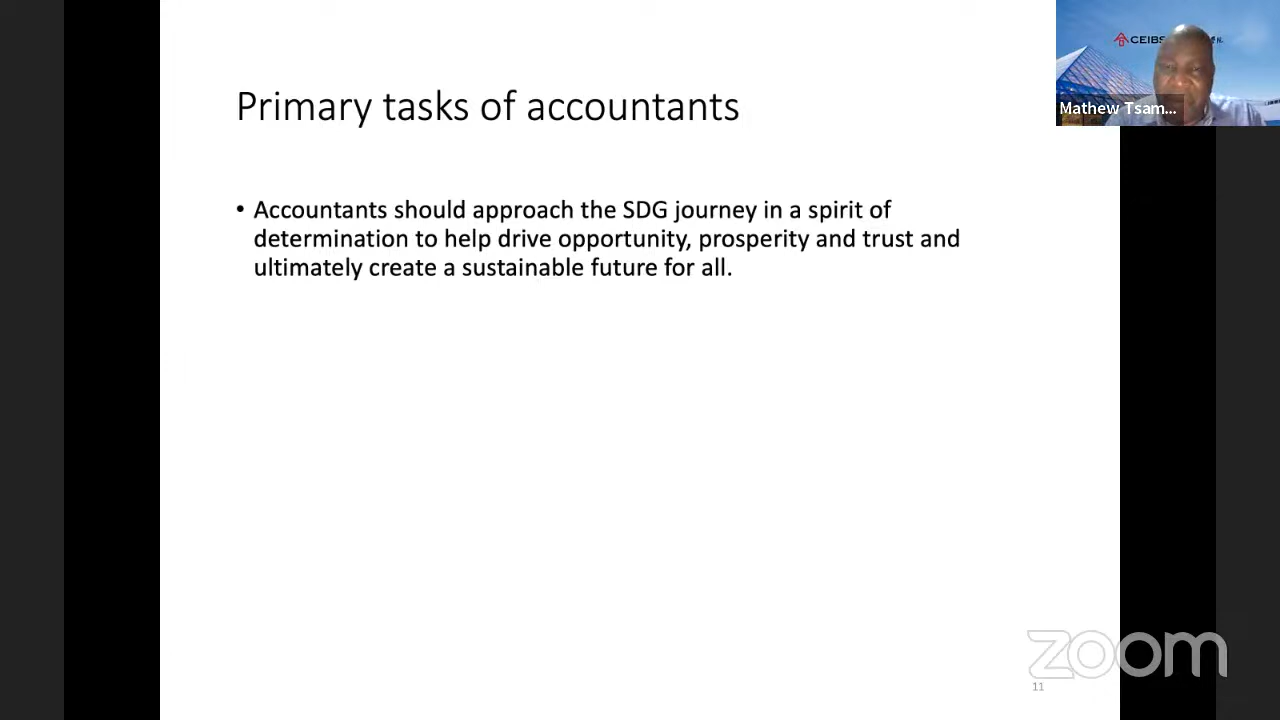 Primary tasks of accountants
CEIBS
Mathew Tsam...
• Accountants should approach the SDG journey in a spirit of
determination to help drive opportunity, prosperity and trust and
ultimately create a sustainable future for all.
zoom
11